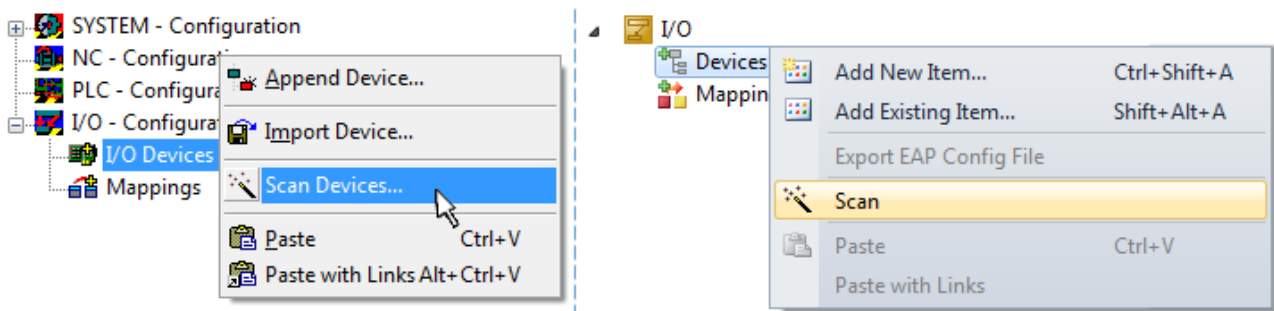 SYSTEM - Configuration
NC - Configurat
PLC - Configura
I/O - Configurat
I/O Devices
Mappings
Append Device...
Import Device...
Scan Devices...
Paste Ctrl+V
Paste with Links Alt+Ctrl+V
I/O
Devices
Mappin
Add New Item... Ctrl+Shift+A
Add Existing Item... Shift+Alt+A
Export EAP Config File
Scan
Paste Ctrl+V
Paste with Links